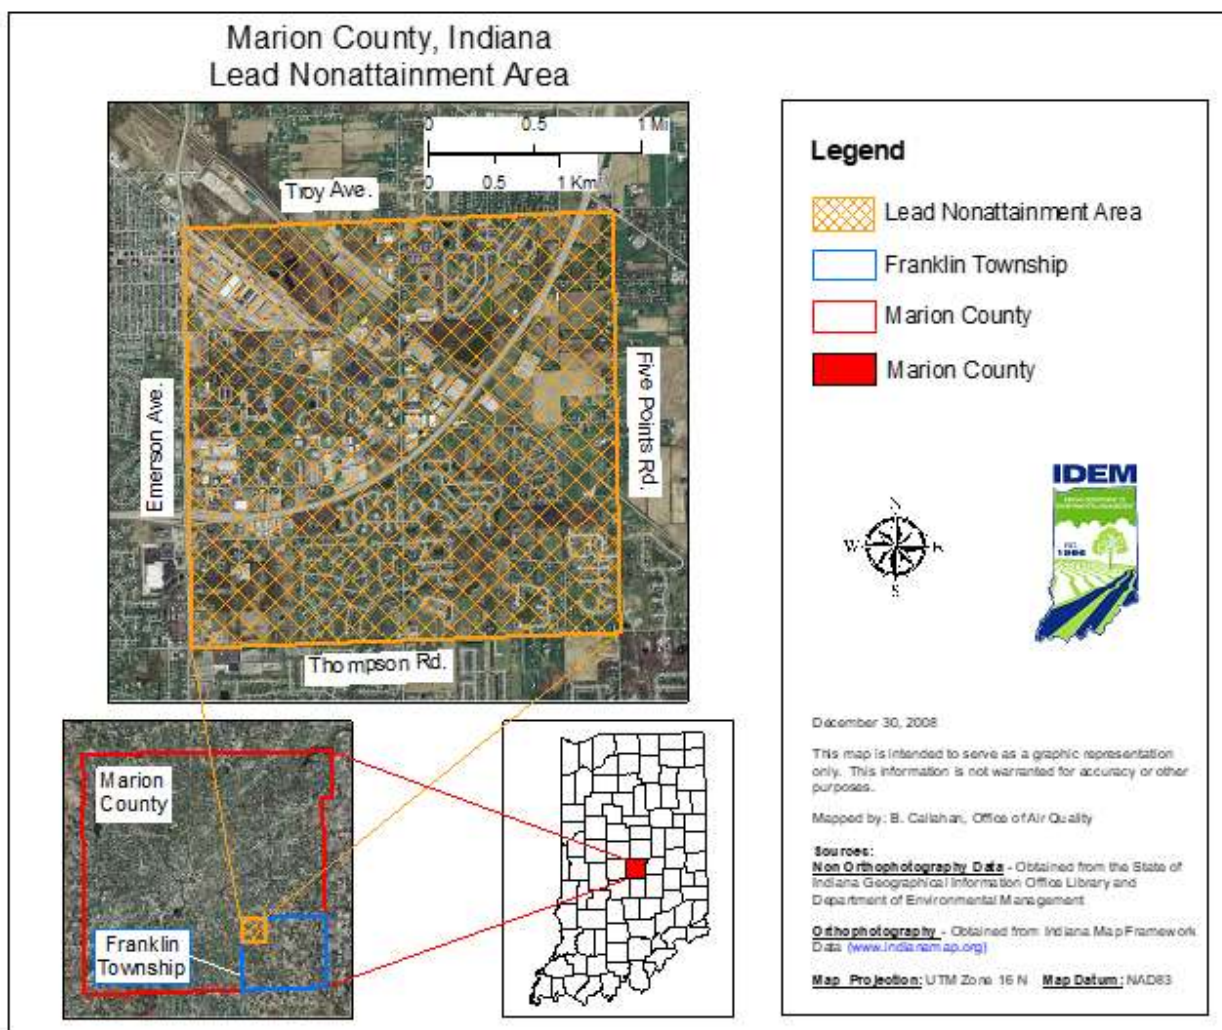 Marion County, Indiana
Lead Nonattainment Area
0 0.5 1 Mi
0 0.5 1 Km
Troy Ave.
Emerson Ave.
Five Points Rd.
Thompson Rd.
Marion
County
Franklin
Township
Legend
Lead Nonattainment Area
Franklin Township
Marion County
Marion County
N
W E
S
IDEM
1986
December 30, 2008
This map is intended to serve as a graphic representation
only. This information is not warranted for accuracy or other
purposes.
Mapped by: B. Callahan, Office of Air Quality
Sources:
Non Orthophotography Data - Obtained from the State of
Indiana Geographical Information Office Library and
Department of Environmental Management
Orthophotography - Obtained from Indiana Map Framework
Data (www.indianamap.org)
Map Projection: UTM Zone 16 N Map Datum: NAD83